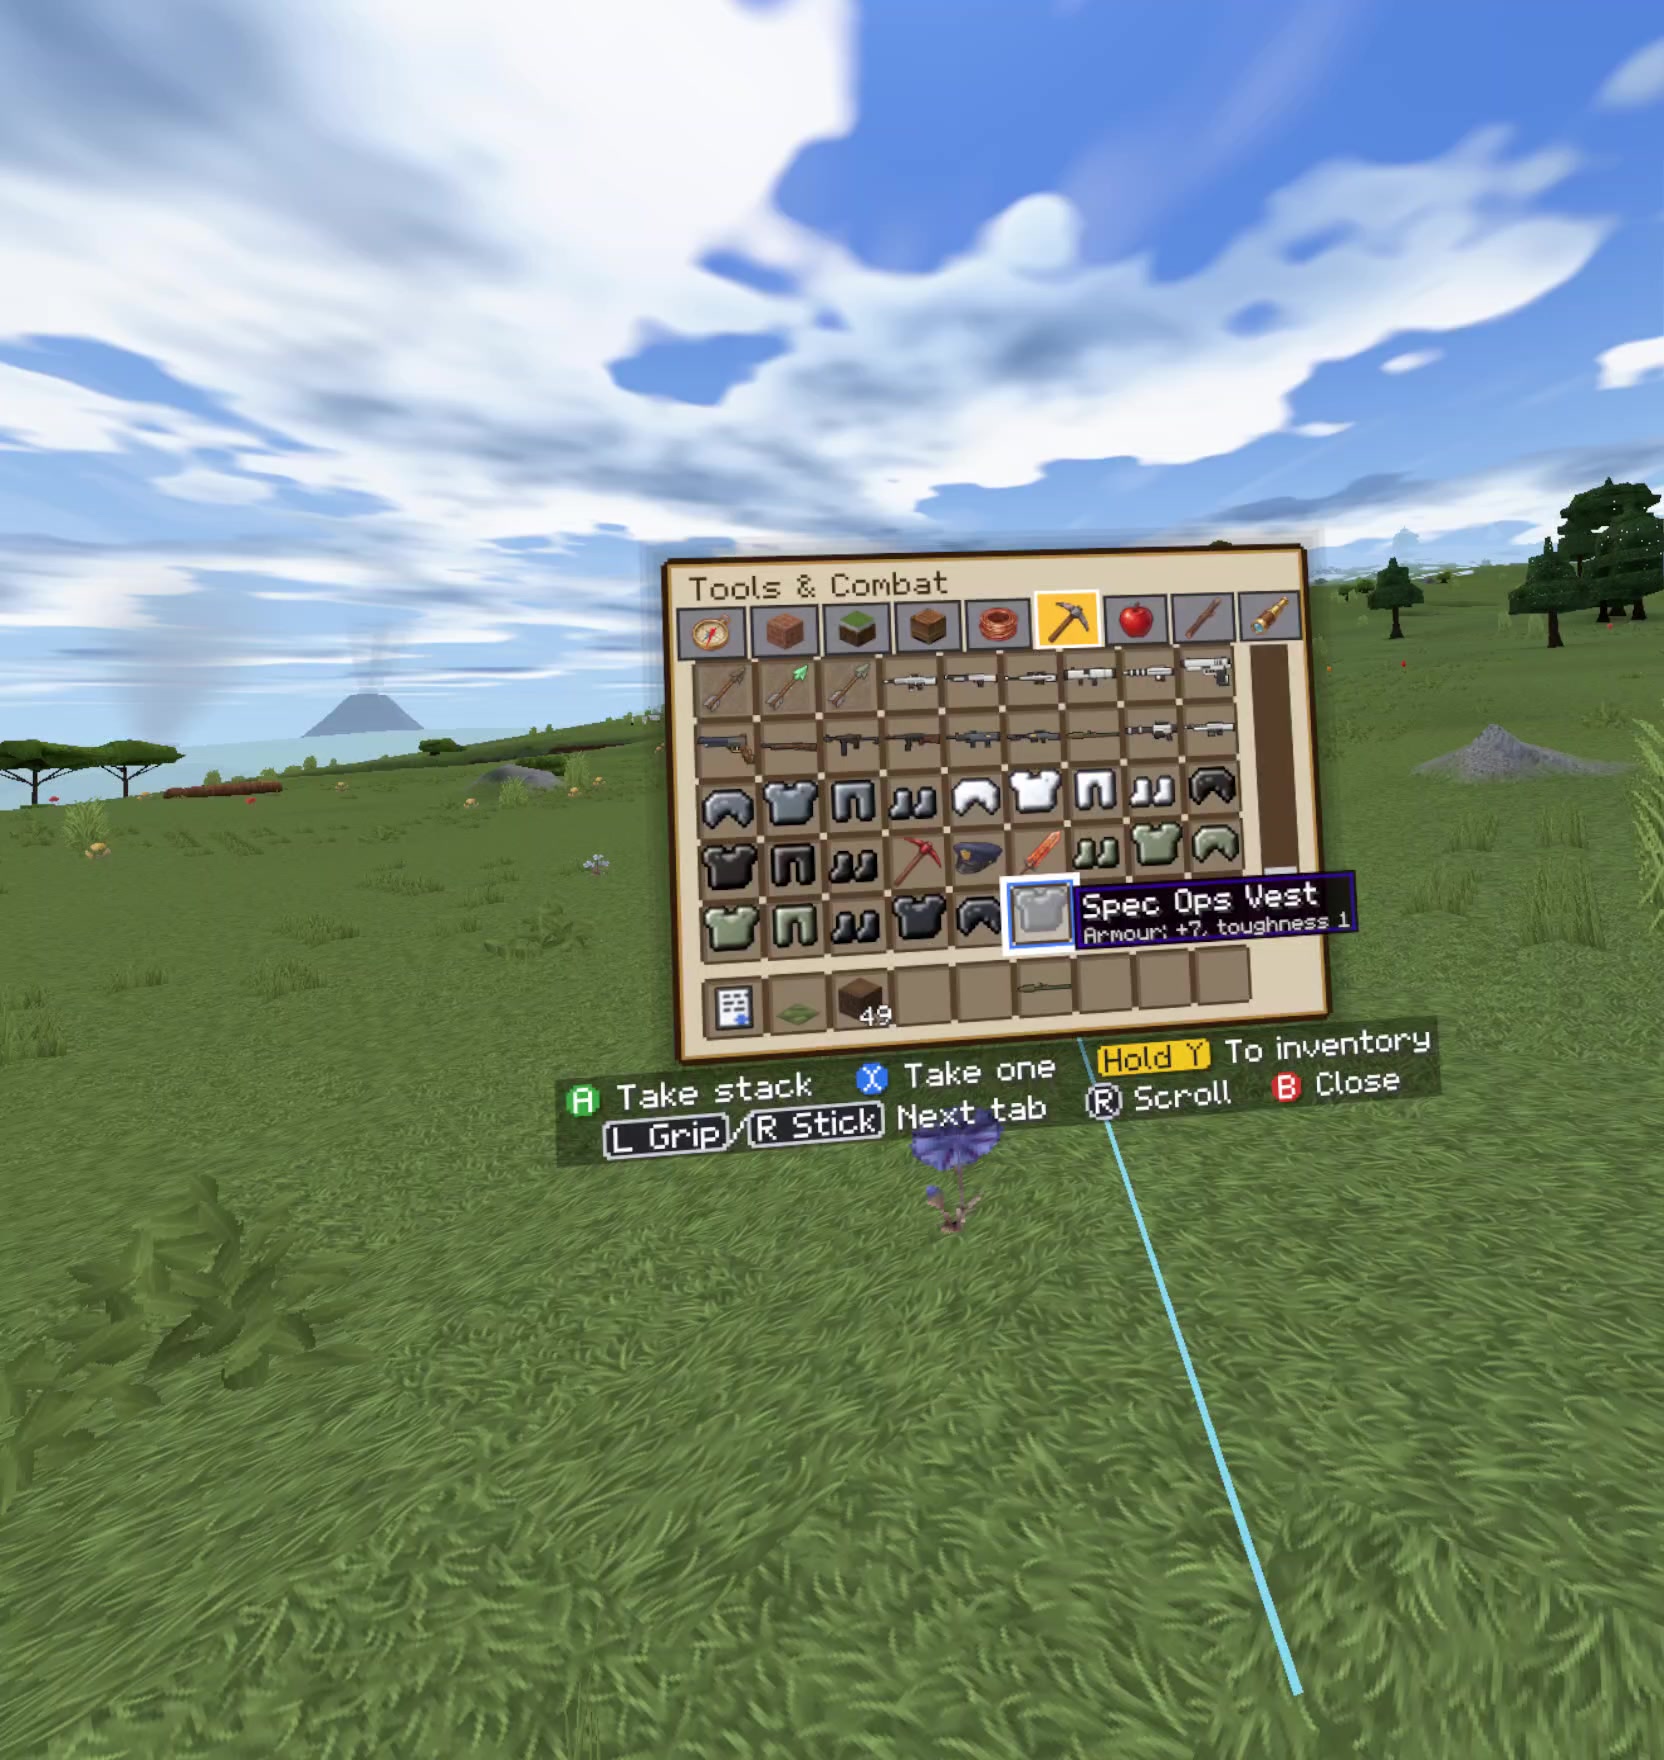 Tools & Combat
Spec Ops Vest
Armour: +7, toughness 1
49
A Take stack X Take one Hold Y To inventory
L Grip/R Stick Next tab R Scroll B Close